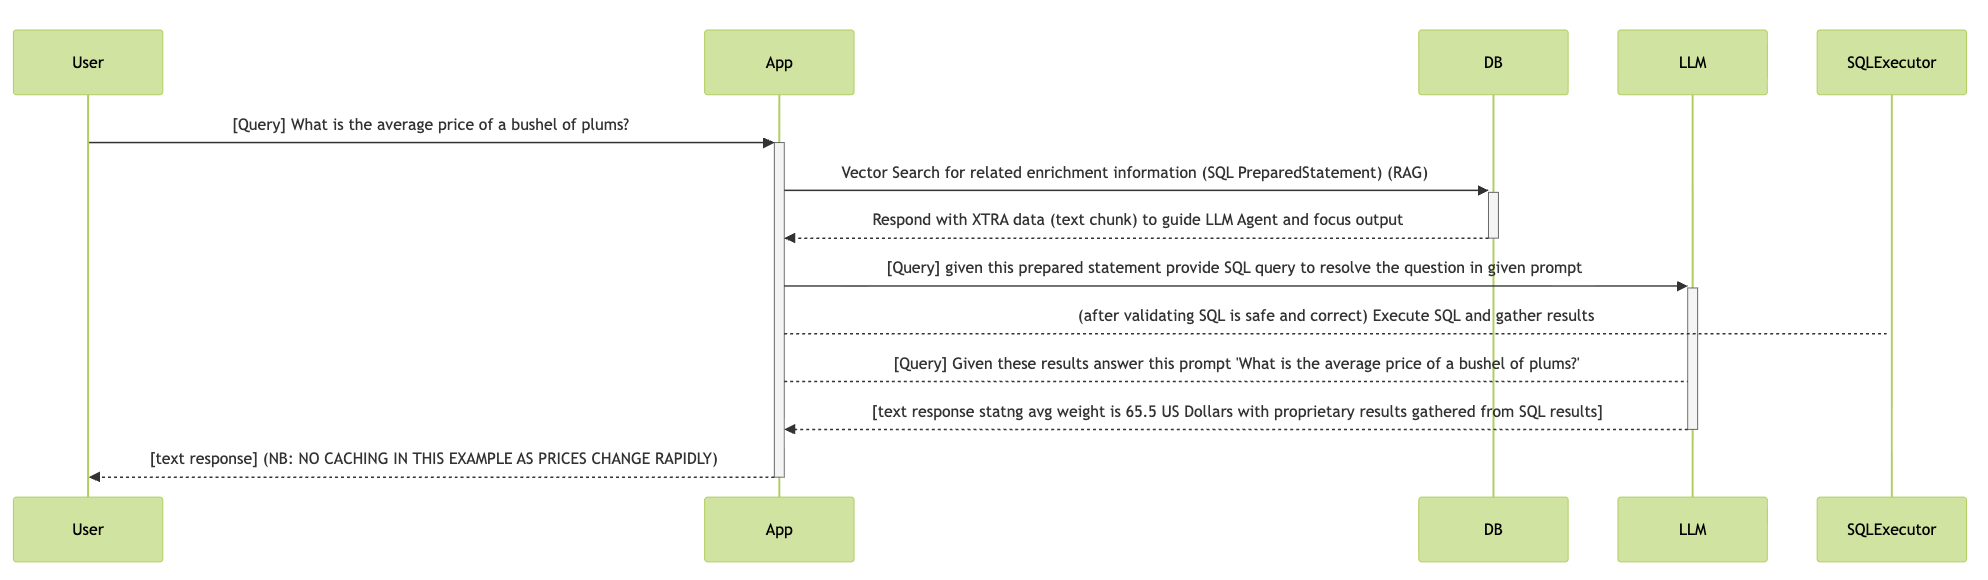 User
App
DB
LLM
SQLExecutor
[Query] What is the average price of a bushel of plums?
Vector Search for related enrichment information (SQL PreparedStatement) (RAG)
Respond with XTRA data (text chunk) to guide LLM Agent and focus output
[Query] given this prepared statement provide SQL query to resolve the question in given prompt
(after validating SQL is safe and correct) Execute SQL and gather results
[Query] Given these results answer this prompt 'What is the average price of a bushel of plums?'
[text response statng avg weight is 65.5 US Dollars with proprietary results gathered from SQL results]
[text response] (NB: NO CACHING IN THIS EXAMPLE AS PRICES CHANGE RAPIDLY)
User
App
DB
LLM
SQLExecutor